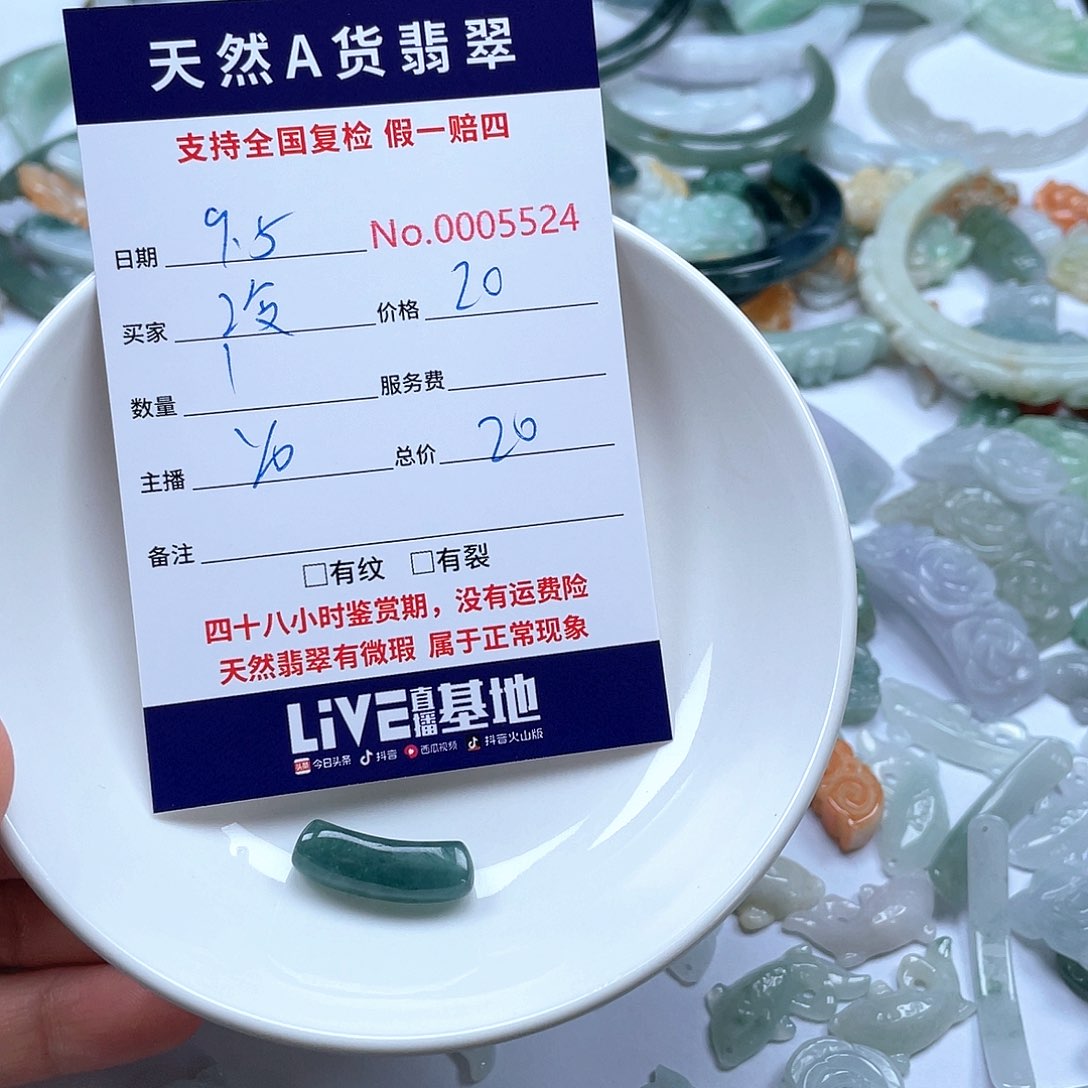 天然A货翡翠
支持全国复检 假一赔四
日期 9.5 No.0005524
买家 价格 20
数量 1 服务费
主播 总价 20
备注
□有纹 □有裂
四十八小时鉴赏期，没有运费险
天然翡翠有微瑕 属于正常现象
LiVE直播基地
头条 今日头条 抖音 西瓜视频 抖音火山版